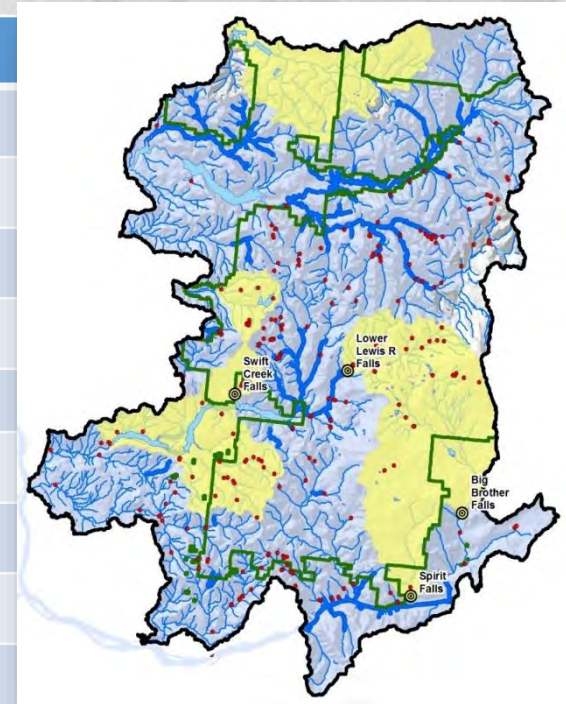 Lower
Lewis R
Falls
Swift
Creek
Falls
Big
Brother
Falls
Spirit
Falls